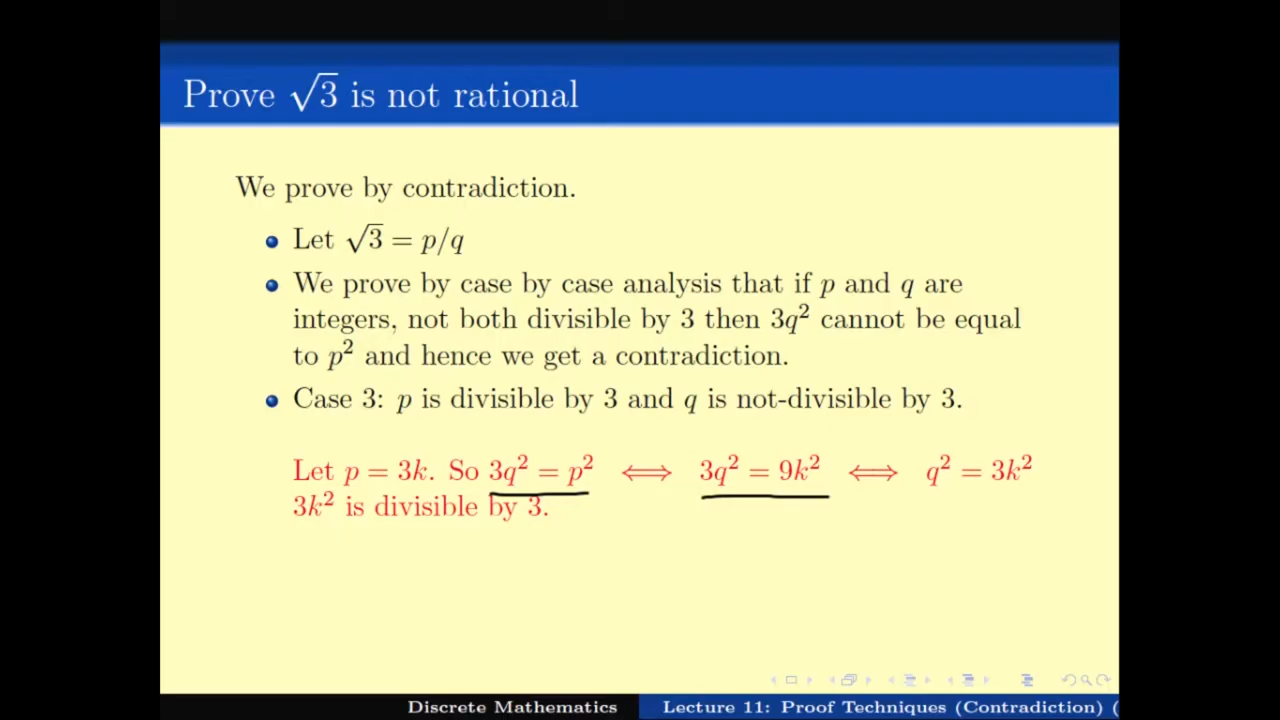 Prove √3 is not rational
We prove by contradiction.
Let √3 = p/q
We prove by case by case analysis that if p and q are
integers, not both divisible by 3 then 3q² cannot be equal
to p² and hence we get a contradiction.
Case 3: p is divisible by 3 and q is not-divisible by 3.
Let p = 3k. So 3q² = p² ⟺ 3q² = 9k² ⟺ q² = 3k²
3k² is divisible by 3.
Discrete Mathematics Lecture 11: Proof Techniques (Contradiction) (